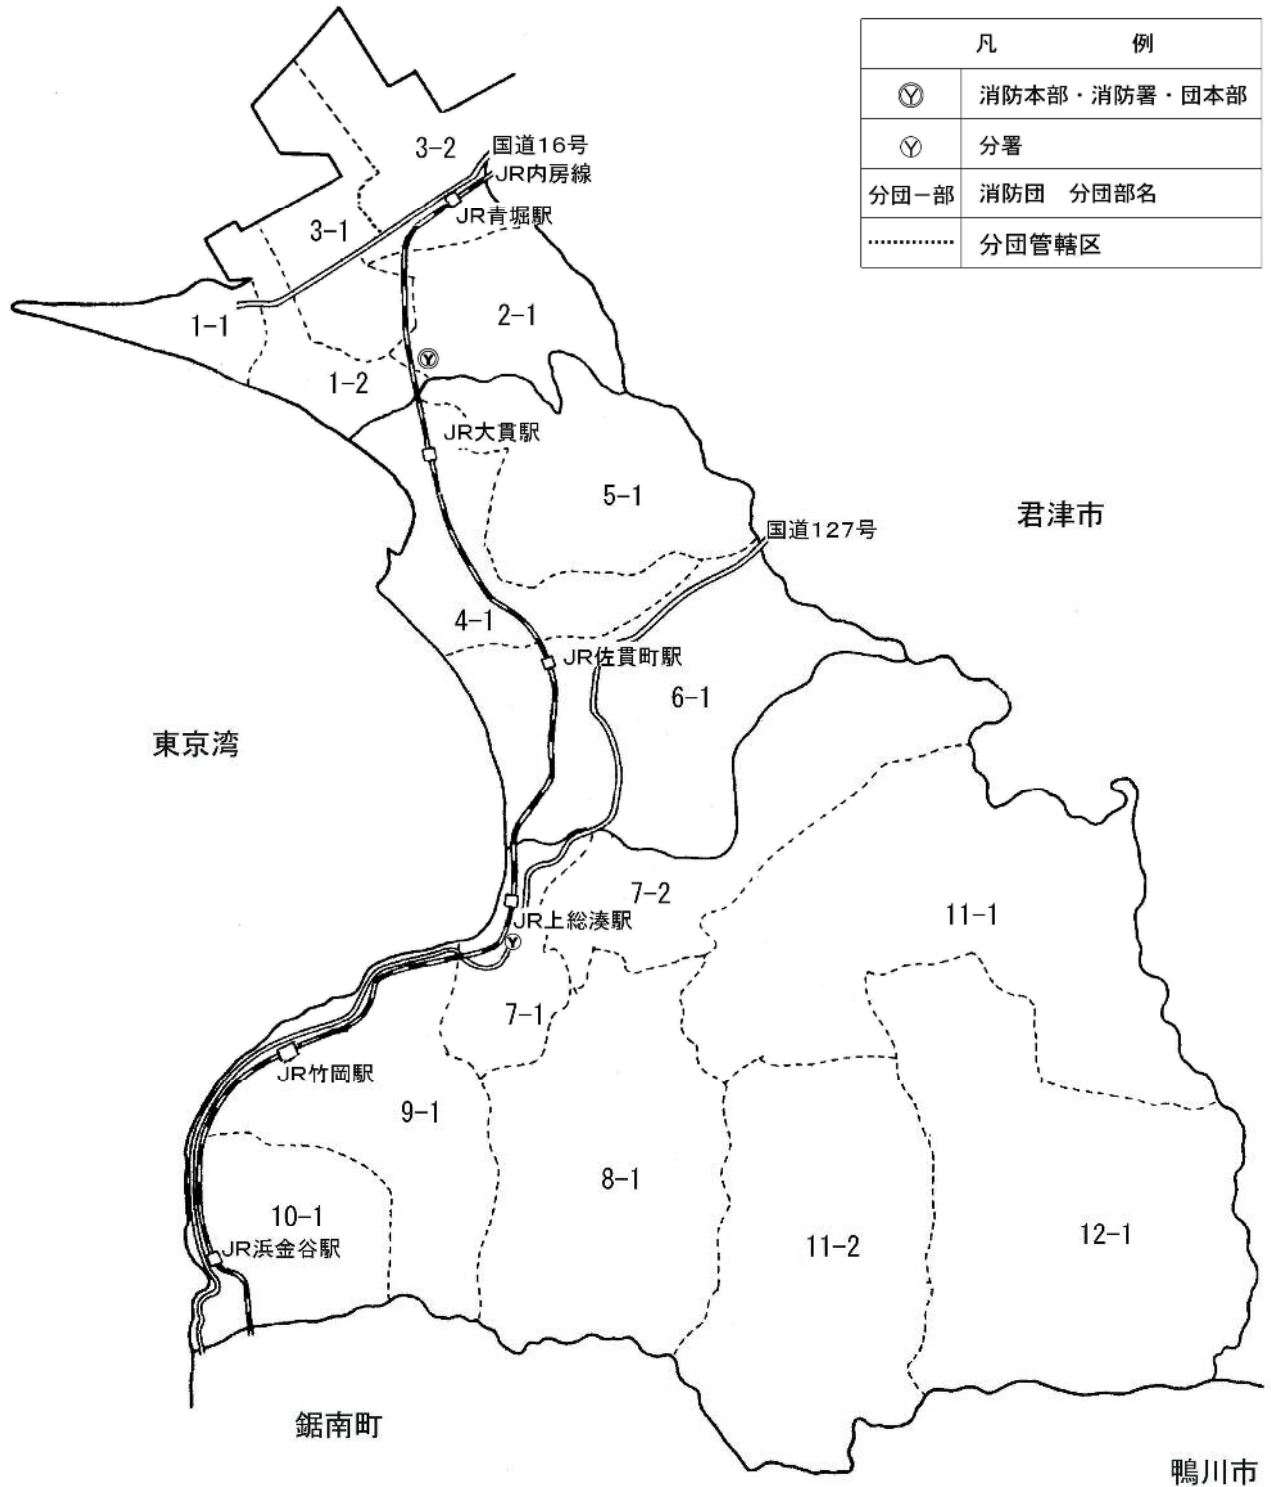 凡 例
Ⓨ 消防本部・消防署・団本部
Ⓨ 分署
分団−部 消防団 分団部名
分団管轄区
3-2
国道16号
JR内房線
JR青堀駅
3-1
2-1
1-1
1-2
Y
JR大貫駅
5-1
君津市
国道127号
4-1
JR佐貫町駅
6-1
東京湾
7-2
11-1
JR上総湊駅
Y
7-1
JR竹岡駅
9-1
8-1
10-1
12-1
JR浜金谷駅
11-2
鋸南町
鴨川市